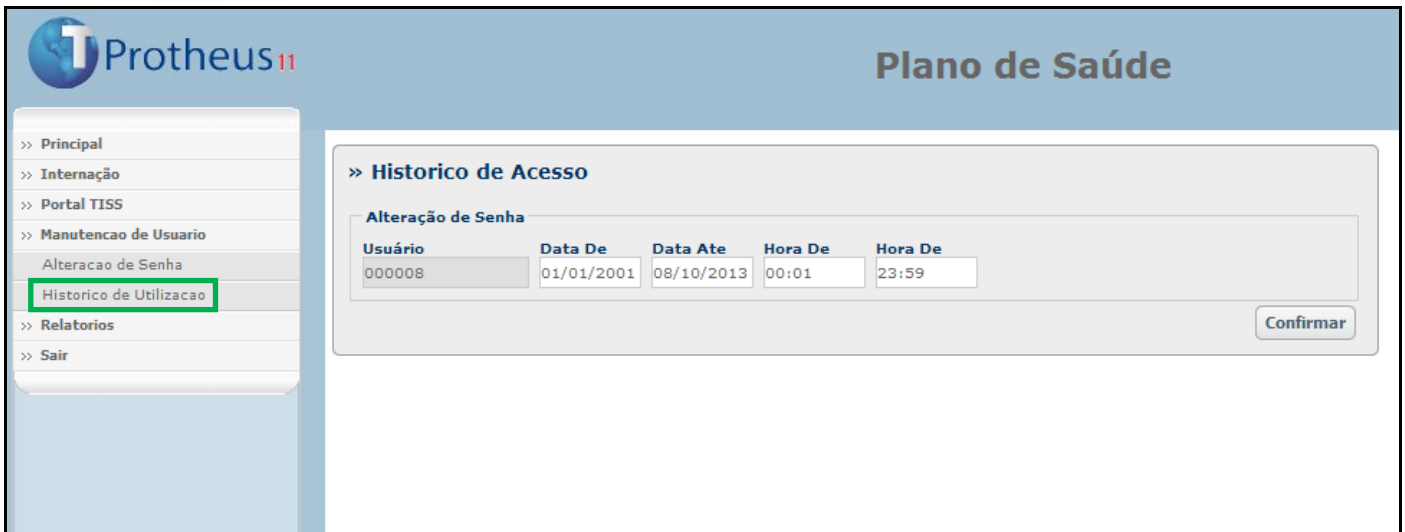 Protheus 11
Plano de Saúde
>> Principal
>> Internação
>> Portal TISS
>> Manutencao de Usuario
Alteracao de Senha
Historico de Utilizacao
>> Relatorios
>> Sair
» Historico de Acesso
Alteração de Senha
Usuário Data De Data Ate Hora De Hora De
000008 01/01/2001 08/10/2013 00:01 23:59
Confirmar